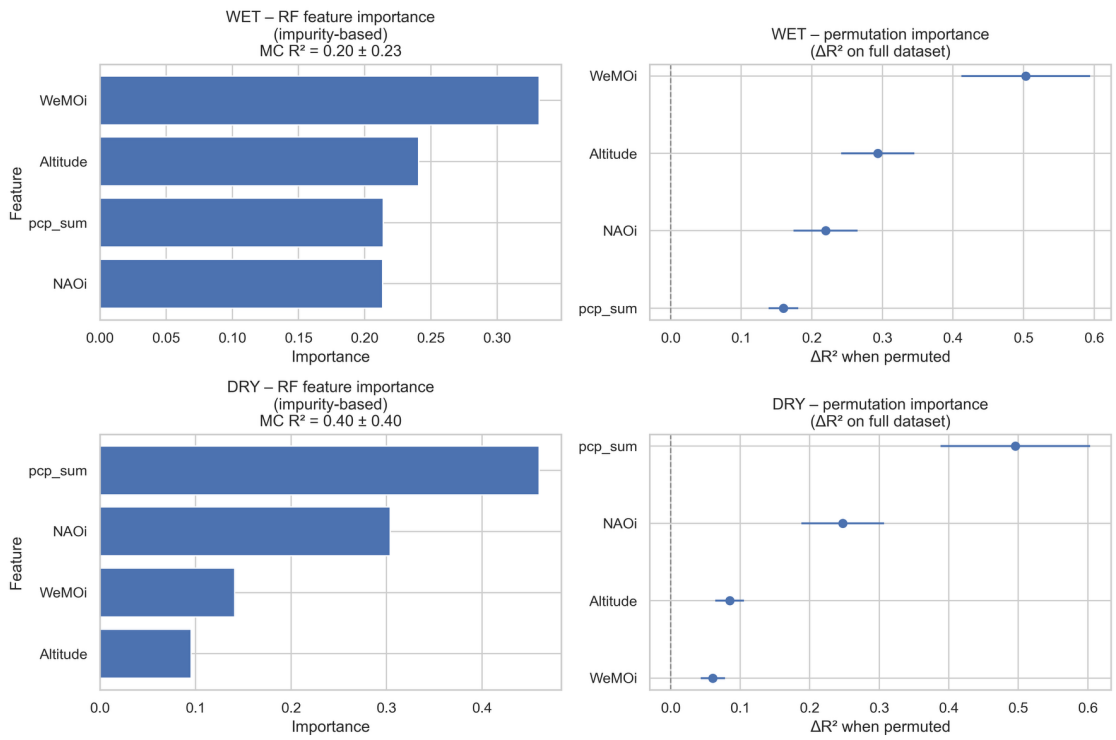 WET – RF feature importance
(impurity-based)
MC R² = 0.20 ± 0.23
Feature
WeMOi
Altitude
pcp_sum
NAOi
0.00 0.05 0.10 0.15 0.20 0.25 0.30
Importance
WET – permutation importance
(ΔR² on full dataset)
WeMOi
Altitude
NAOi
pcp_sum
0.0 0.1 0.2 0.3 0.4 0.5 0.6
ΔR² when permuted
DRY – RF feature importance
(impurity-based)
MC R² = 0.40 ± 0.40
Feature
pcp_sum
NAOi
WeMOi
Altitude
0.0 0.1 0.2 0.3 0.4
Importance
DRY – permutation importance
(ΔR² on full dataset)
pcp_sum
NAOi
Altitude
WeMOi
0.0 0.1 0.2 0.3 0.4 0.5 0.6
ΔR² when permuted